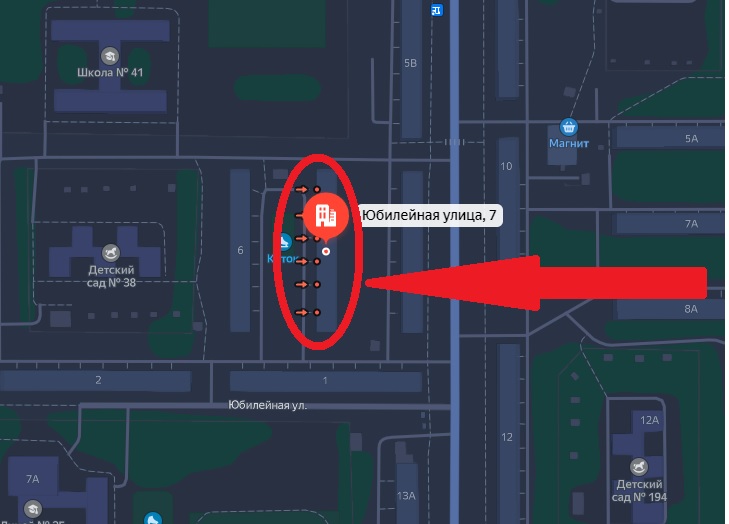 5В
Школа № 41
Магнит
5А
10
Юбилейная улица, 7
7А
6
Детский
сад № 38
8А
2
1
Юбилейная ул.
12А
12
7А
Детский
сад № 194
13А